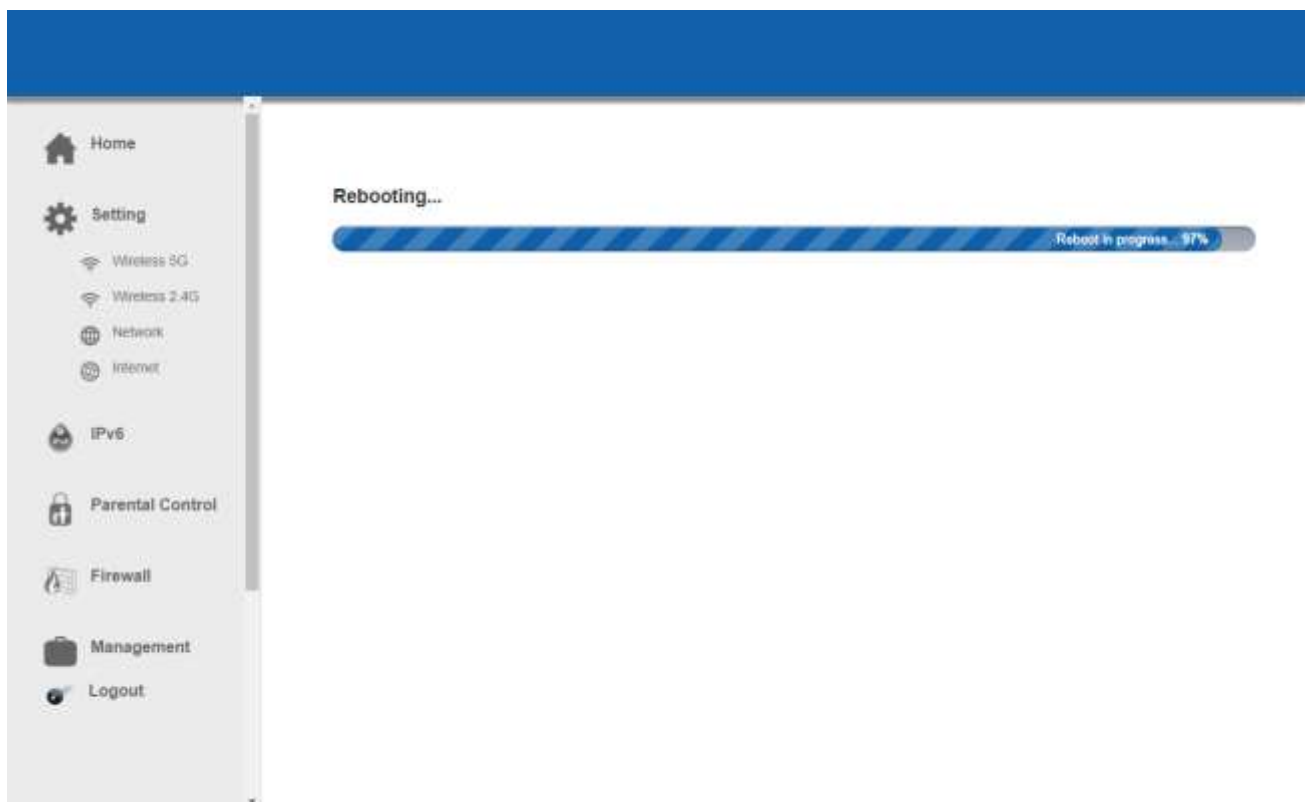 Home
Setting
Wireless 5G
Wireless 2.4G
Network
Internet
IPv6
Parental Control
Firewall
Management
Logout
Rebooting...
Reboot in progress... 97%